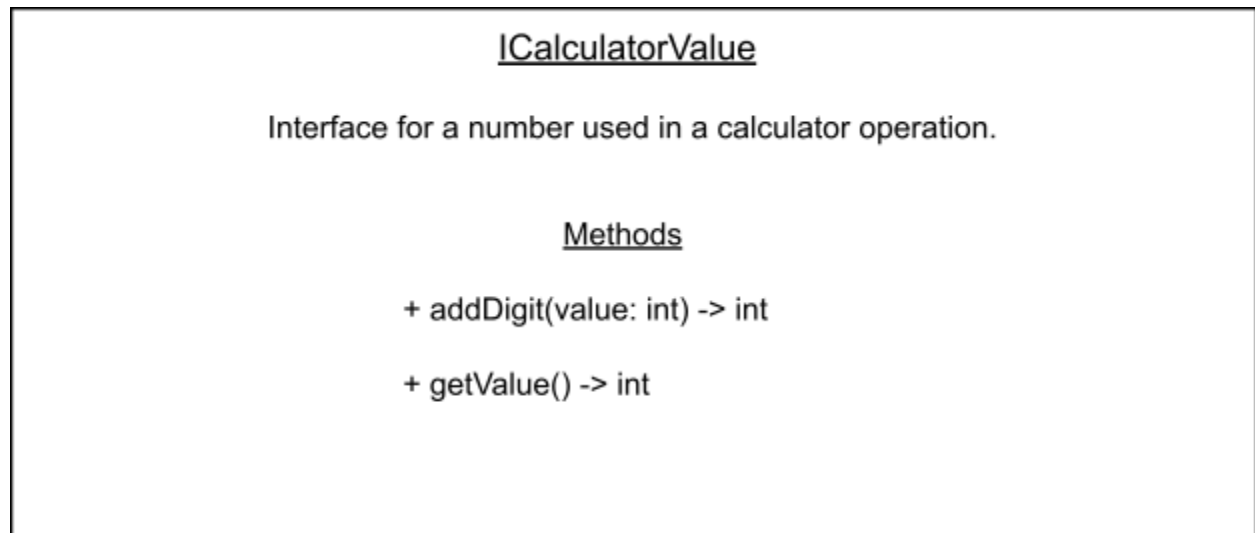 ICalculatorValue
Interface for a number used in a calculator operation.
Methods
+ addDigit(value: int) -> int
+ getValue() -> int